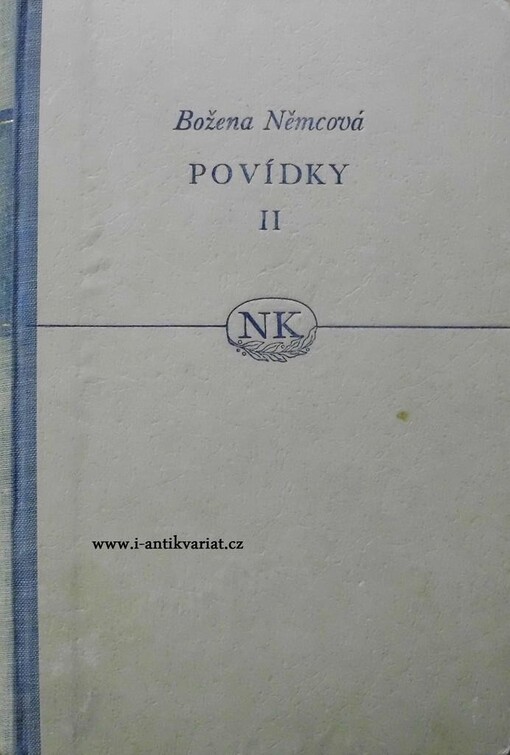 Božena Němcová
POVÍDKY
II
NK
www.i-antikvariat.cz